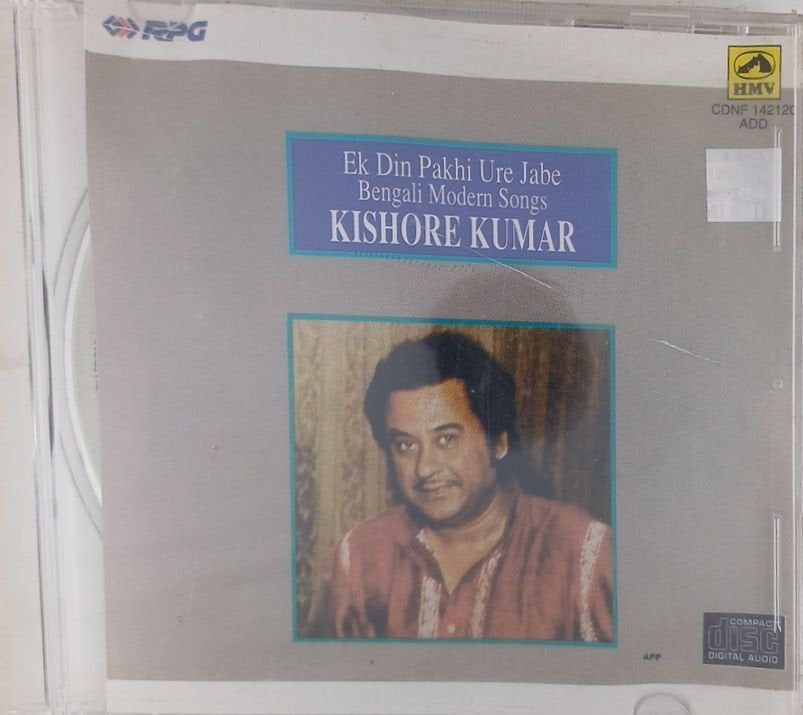 RPG
HMV
CDNF 142120
ADD
Ek Din Pakhi Ure Jabe
Bengali Modern Songs
KISHORE KUMAR
APP
COMPACT
disc
DIGITAL AUDIO